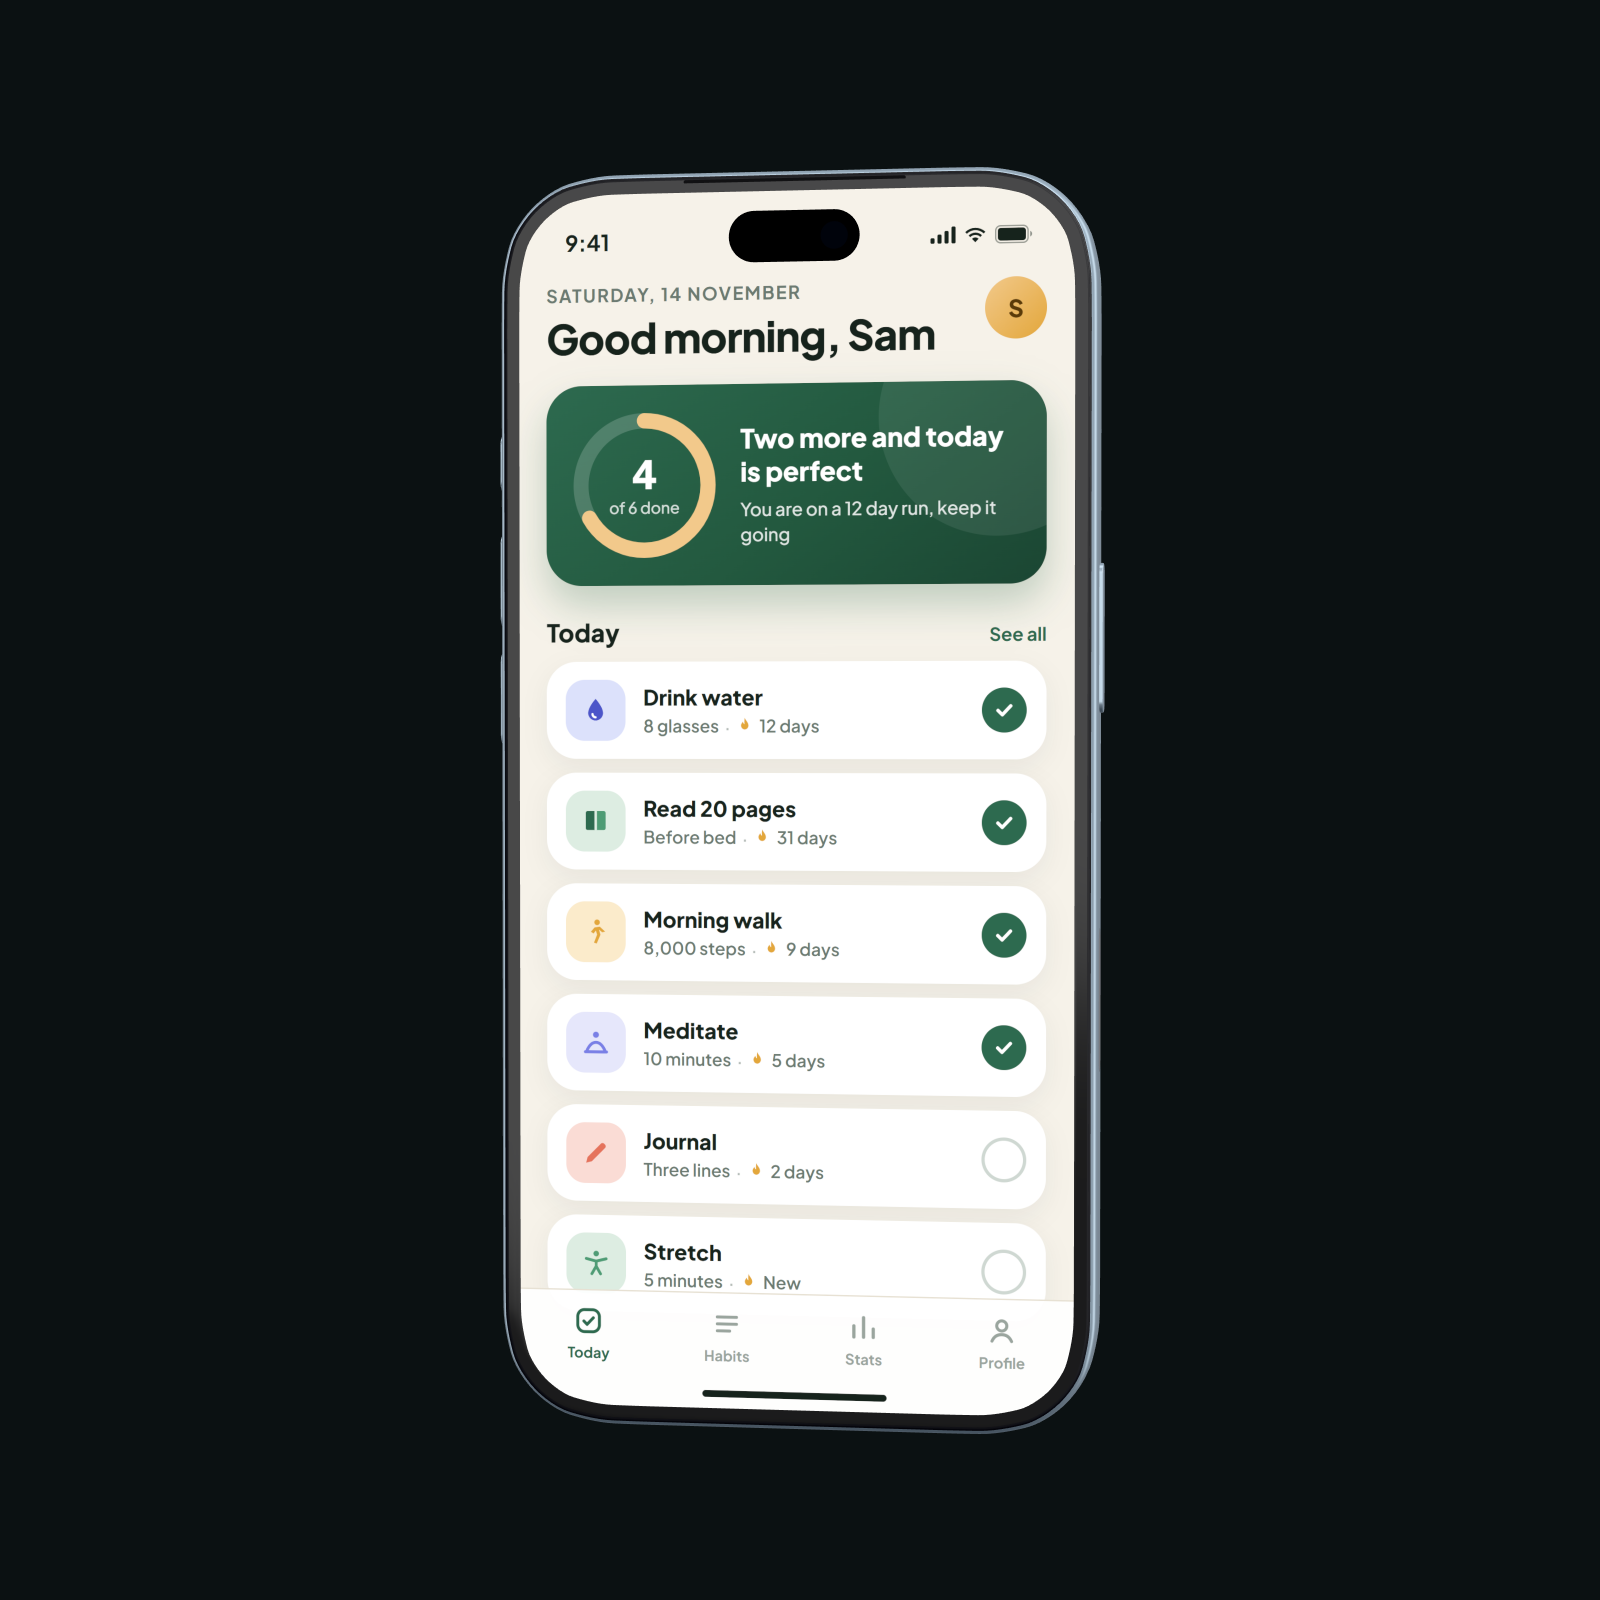 9:41
SATURDAY, 14 NOVEMBER
Good morning, Sam
S
4
of 6 done
Two more and today
is perfect
You are on a 12 day run, keep it
going
Today
See all
Drink water
8 glasses · 12 days
Read 20 pages
Before bed · 31 days
Morning walk
8,000 steps · 9 days
Meditate
10 minutes · 5 days
Journal
Three lines · 2 days
Stretch
5 minutes · New
Today
Habits
Stats
Profile